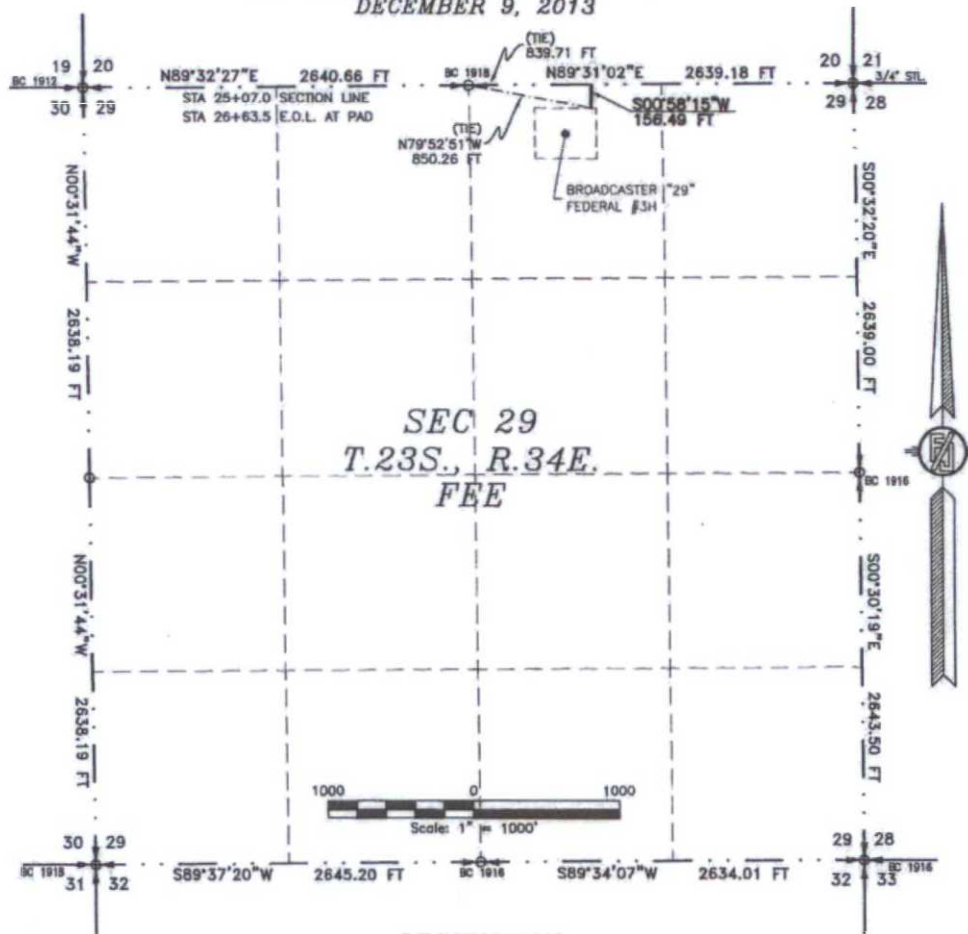 DECEMBER 9, 2013
(TIE)
839.71 FT
19 20
BC 1912
30 29
N89°32'27"E 2640.66 FT
BC 1918
N89°31'02"E 2639.18 FT
20 21
3/4" STL.
29 28
STA 25+07.0 SECTION LINE
STA 26+63.5 E.O.L. AT PAD
S00°58'15"W
156.49 FT
(TIE)
N79°52'51"W
850.26 FT
BROADCASTER "29"
FEDERAL #3H
N00°31'44"W
2638.19 FT
S00°32'20"E
2639.00 FT
SEC 29
T.23S., R.34E.
FEE
BC 1916
N00°31'44"W
2638.19 FT
S00°30'19"E
2643.50 FT
1000 0 1000
Scale: 1" = 1000'
30 29
BC 1918
31 32
S89°37'20"W 2645.20 FT
BC 1916
S89°34'07"W 2634.01 FT
29 28
BC 1916
32 33